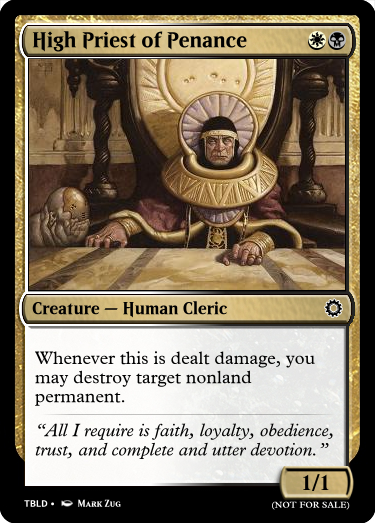 High Priest of Penance
Creature — Human Cleric
Whenever this is dealt damage, you
may destroy target nonland
permanent.
“All I require is faith, loyalty, obedience,
trust, and complete and utter devotion.”
1/1
TBLD • Mark Zug
(NOT FOR SALE)